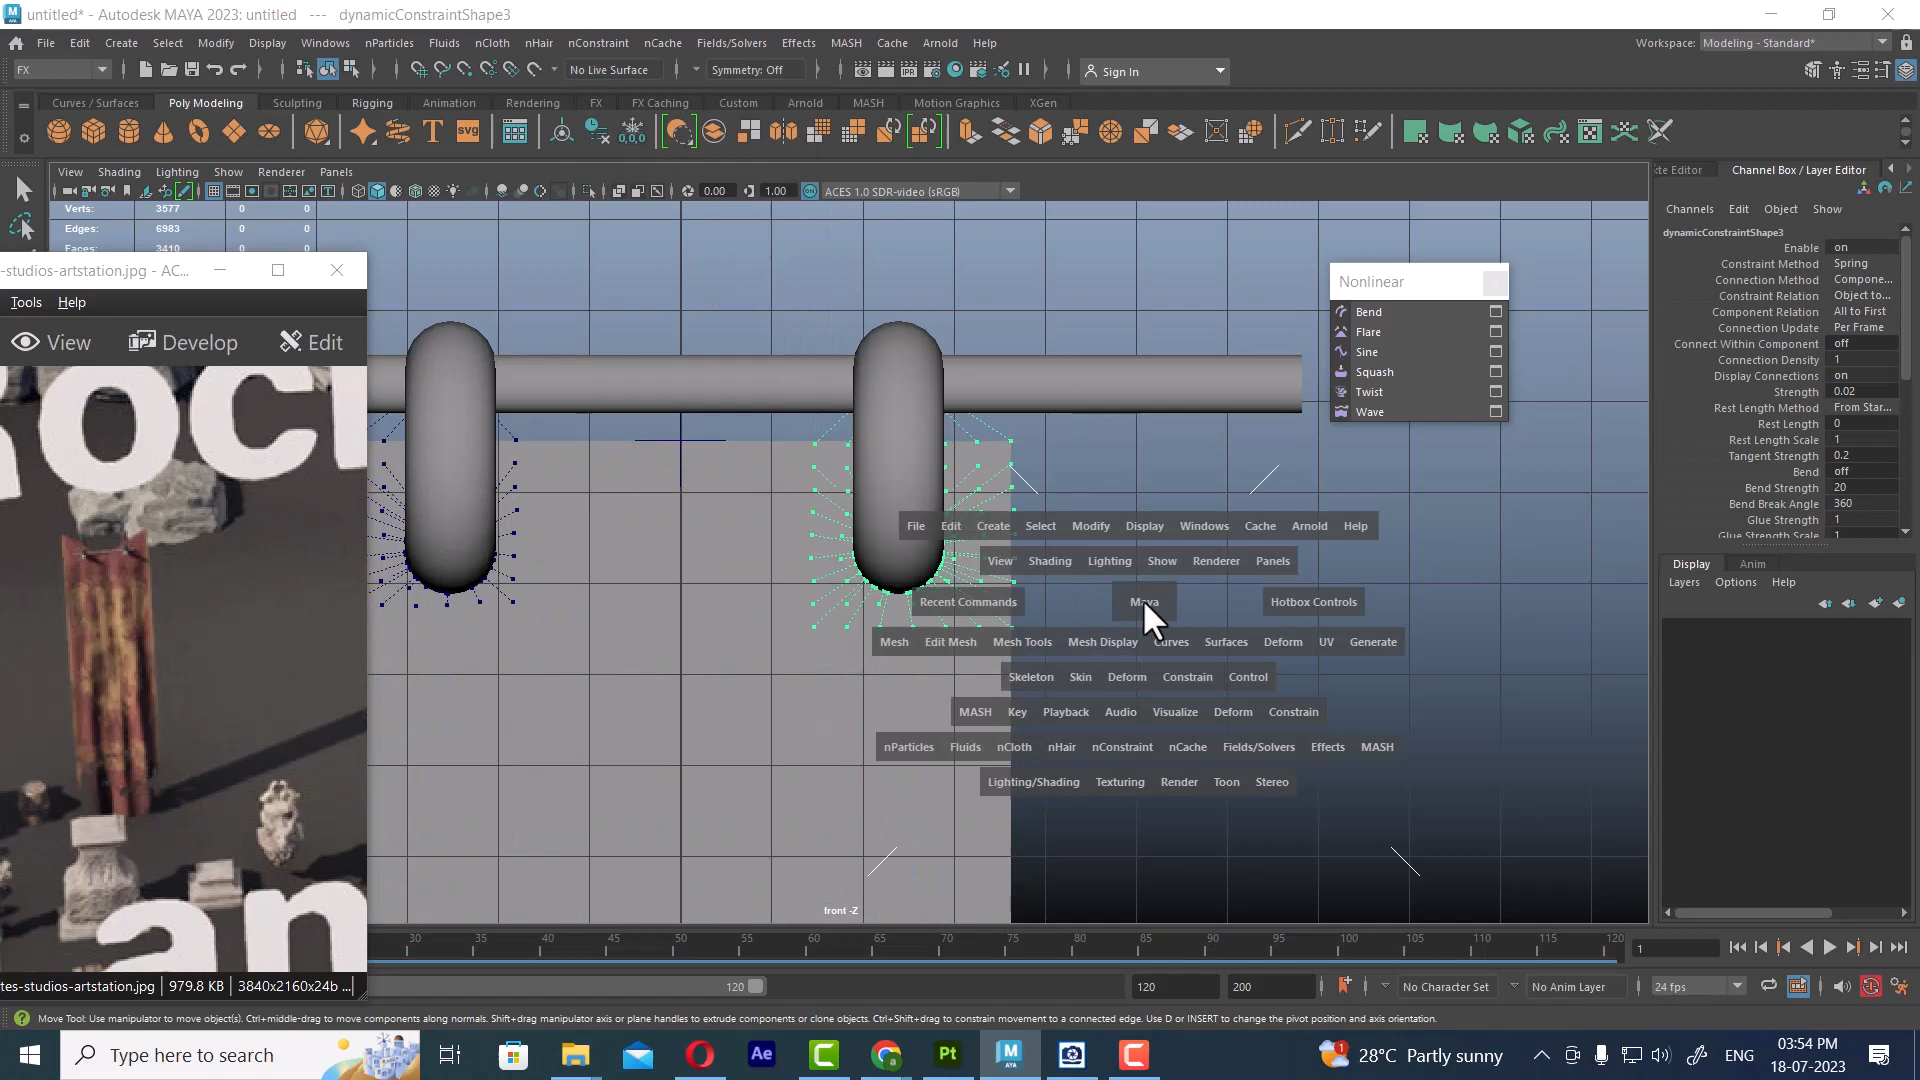 untitled* - Autodesk MAYA 2023: untitled --- dynamicConstraintShape3
File Edit Create Select Modify Display Windows nParticles Fluids nCloth nHair nConstraint nCache Fields/Solvers Effects MASH Cache Arnold Help
Workspace: Modeling - Standard*
FX No Live Surface Symmetry: Off Sign In
Curves / Surfaces Poly Modeling Sculpting Rigging Animation Rendering FX FX Caching Custom Arnold MASH Motion Graphics XGen
View Shading Lighting Show Renderer Panels
0.00 1.00 ACES 1.0 SDR-video (sRGB)
Verts: 3577 0 0
Edges: 6983 0 0
Faces: 3410 0 0
-studios-artstation.jpg - AC...
Tools Help
View Develop Edit
oc
an
tes-studios-artstation.jpg 979.8 KB 3840x2160x24b ...
Nonlinear
Bend
Flare
Sine
Squash
Twist
Wave
File Edit Create Select Modify Display Windows Cache Arnold Help
View Shading Lighting Show Renderer Panels
Recent Commands Maya Hotbox Controls
Mesh Edit Mesh Mesh Tools Mesh Display Curves Surfaces Deform UV Generate
Skeleton Skin Deform Constrain Control
MASH Key Playback Audio Visualize Deform Constrain
nParticles Fluids nCloth nHair nConstraint nCache Fields/Solvers Effects MASH
Lighting/Shading Texturing Render Toon Stereo
front -Z
te Editor Channel Box / Layer Editor
Channels Edit Object Show
dynamicConstraintShape3
Enable on
Constraint Method Spring
Connection Method Compone...
Constraint Relation Object to...
Component Relation All to First
Connection Update Per Frame
Connect Within Component off
Connection Density 1
Display Connections on
Strength 0.02
Rest Length Method From Star...
Rest Length 0
Rest Length Scale 1
Tangent Strength 0.2
Bend off
Bend Strength 20
Bend Break Angle 360
Glue Strength 1
Glue Strength Scale 1
Display Anim
Layers Options Help
30 35 40 45 50 55 60 65 70 75 80 85 90 95 100 105 110 115 120
1
120 120 200 No Character Set No Anim Layer 24 fps
Move Tool: Use manipulator to move object(s). Ctrl+middle-drag to move components along normals. Shift+drag manipulator axis or plane handles to extrude components or clone objects. Ctrl+Shift+drag to constrain movement to a connected edge. Use D or INSERT to change the pivot position and axis orientation.
Type here to search
Ae Pt M AYA
28°C Partly sunny
ENG
03:54 PM
18-07-2023